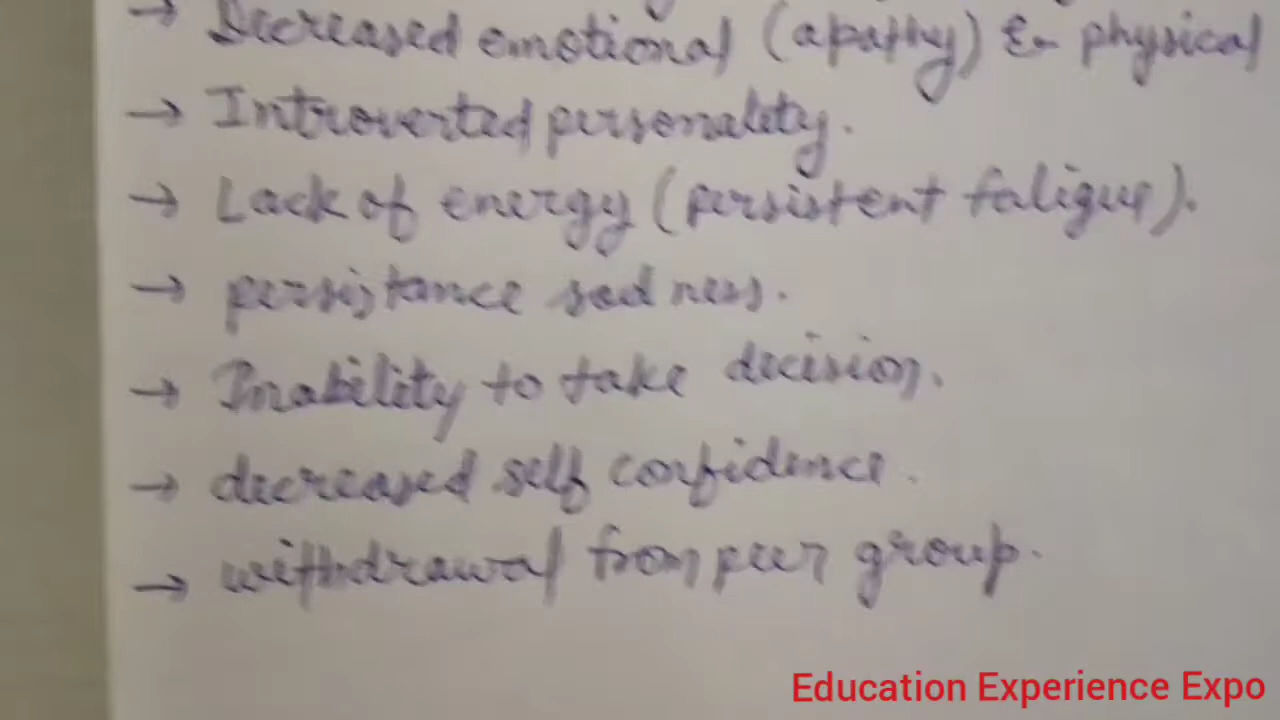 → Decreased emotional (apathy) & physical
→ Introverted personality.
→ Lack of energy (persistent fatigue).
→ persistance sadness.
→ Inability to take decision.
→ decreased self confidence.
→ withdrawal from peer group.
Education Experience Expo